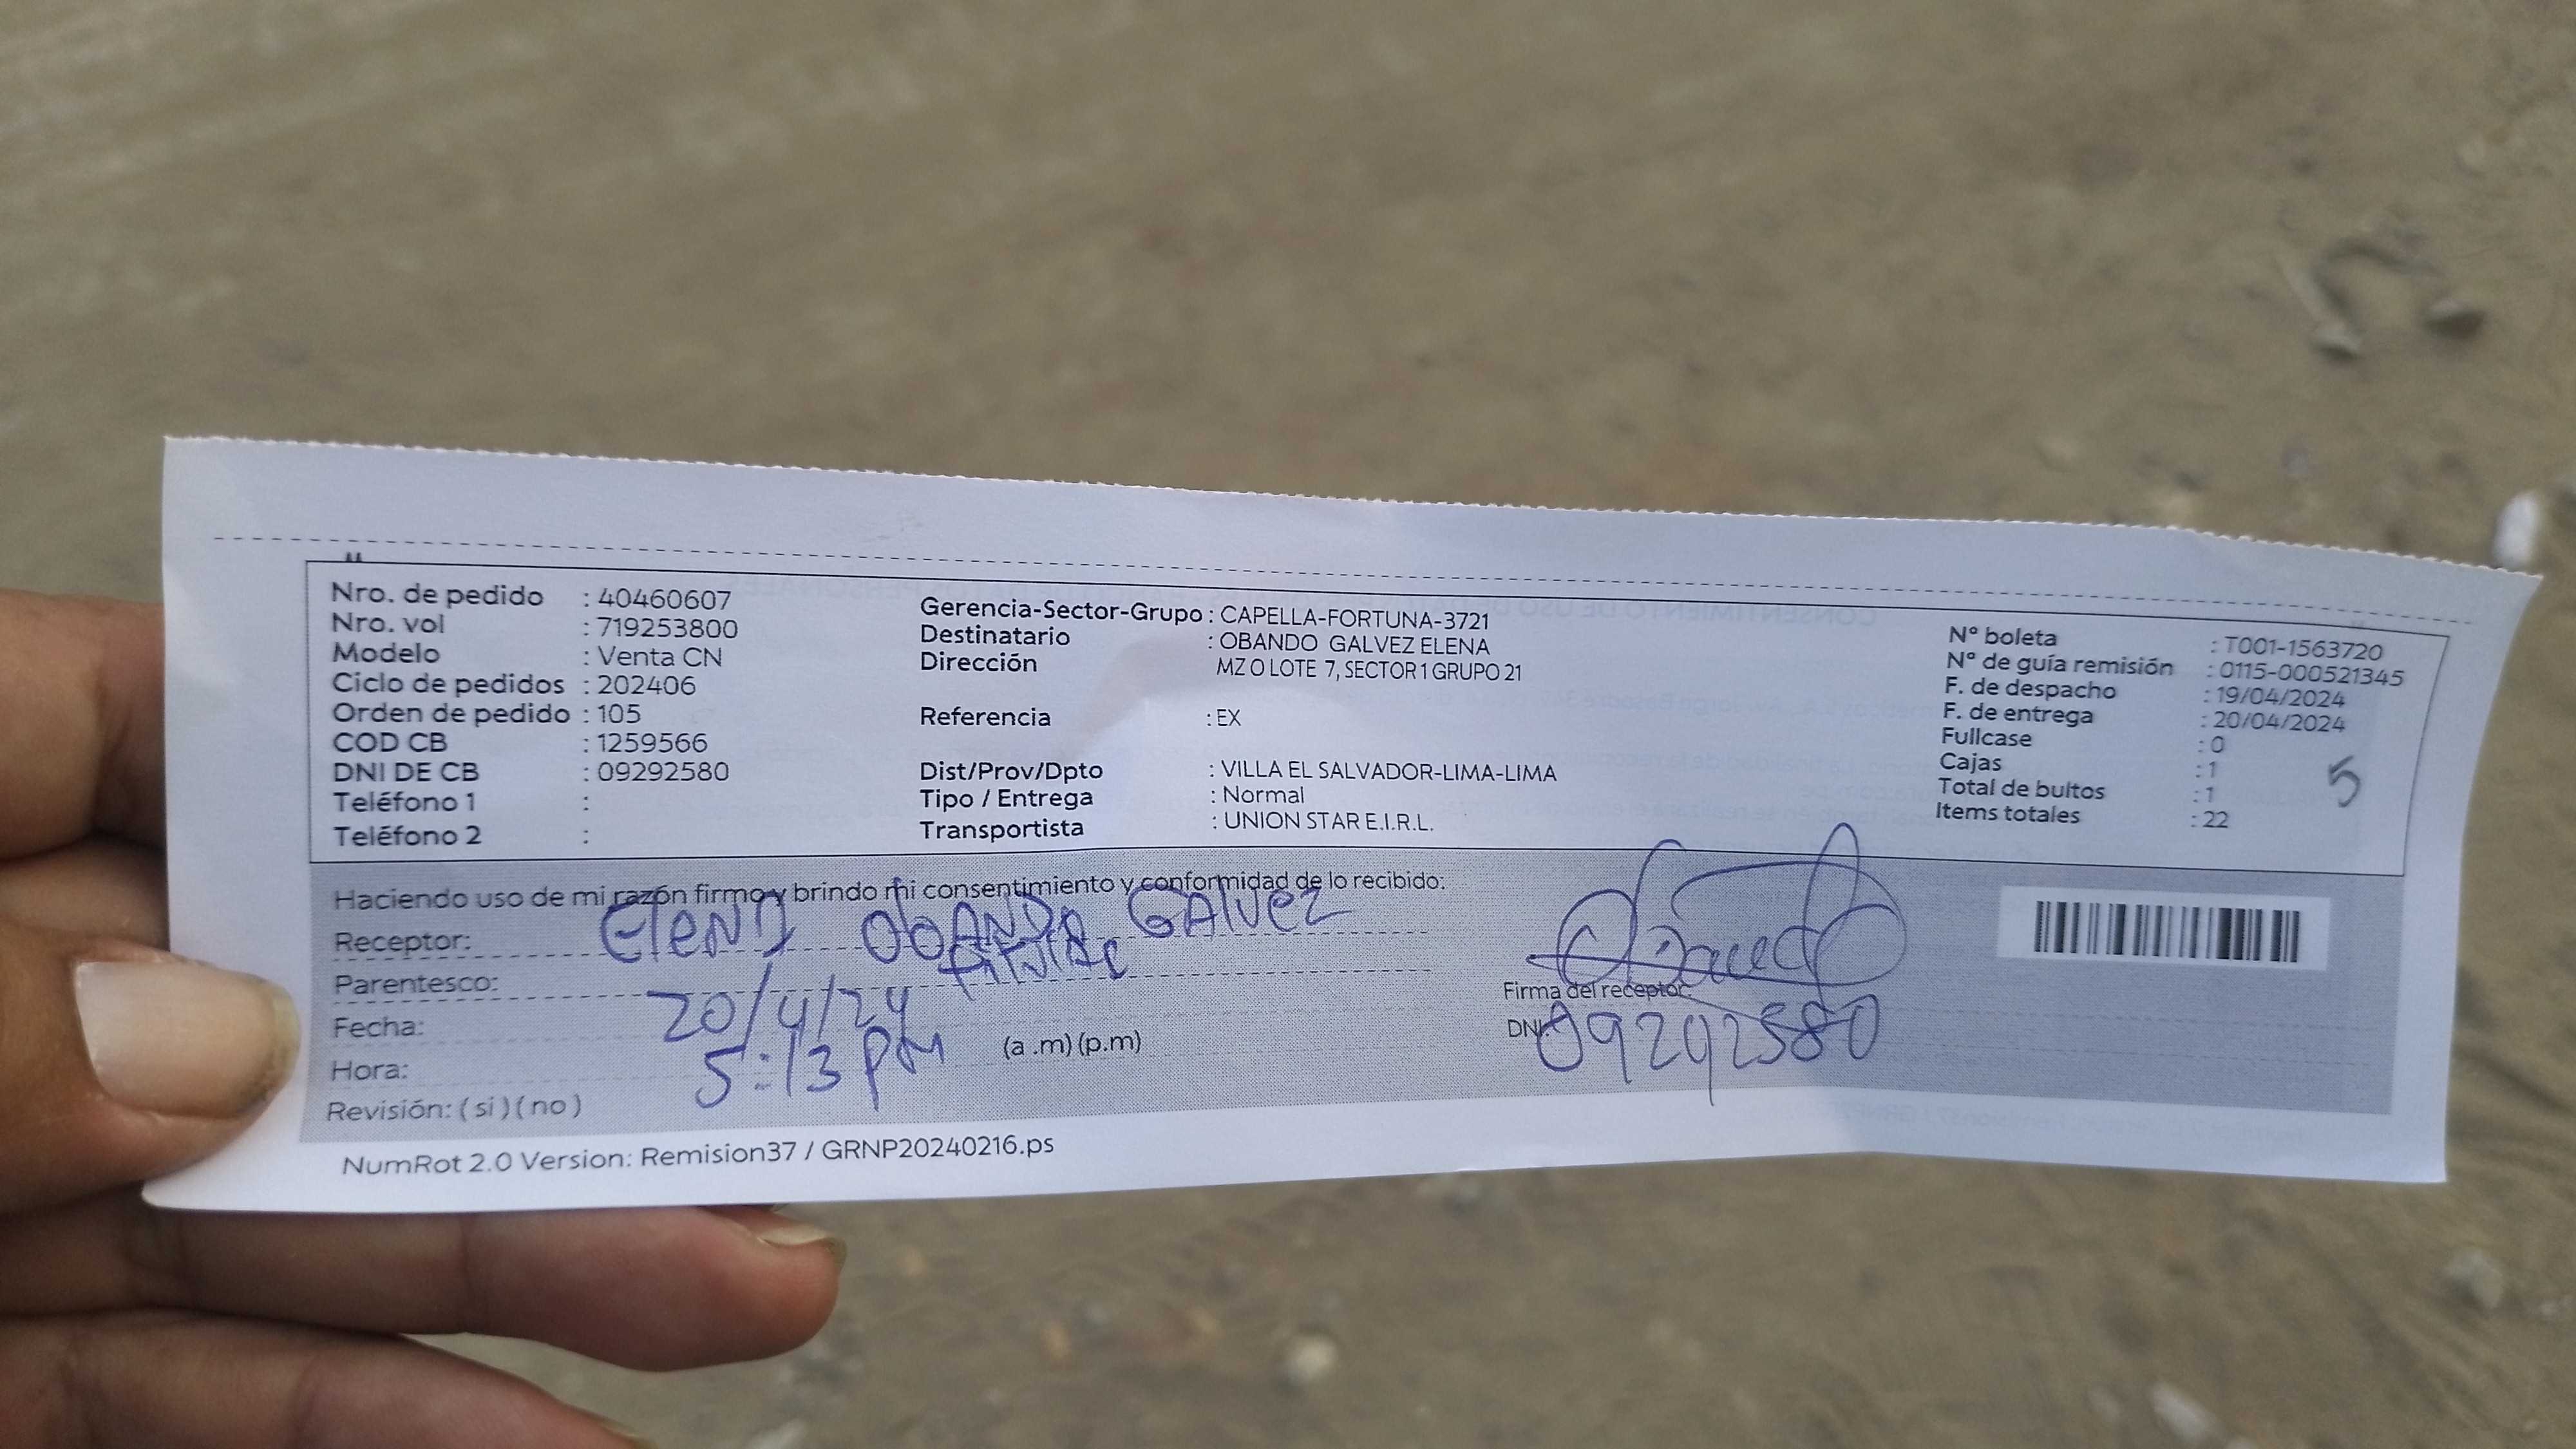 Nro. de pedido : 40460607
Nro. vol : 719253800
Modelo : Venta CN
Ciclo de pedidos : 202406
Orden de pedido : 105
COD CB : 1259566
DNI DE CB : 09292580
Teléfono 1 :
Teléfono 2 :
Gerencia-Sector-Grupo : CAPELLA-FORTUNA-3721
Destinatario : OBANDO GALVEZ ELENA
Dirección MZ O LOTE 7, SECTOR 1 GRUPO 21
Referencia : EX
Dist/Prov/Dpto : VILLA EL SALVADOR-LIMA-LIMA
Tipo / Entrega : Normal
Transportista : UNION STAR E.I.R.L.
Nº boleta : T001-1563720
Nº de guía remisión : 0115-000521345
F. de despacho : 19/04/2024
F. de entrega : 20/04/2024
Fullcase : 0
Cajas : 1
Total de bultos : 1
Items totales : 22
5
Haciendo uso de mi razón firmo y brindo mi consentimiento y conformidad de lo recibido:
Receptor: Elena Obando Galvez
Parentesco: titular
Fecha: 20/4/24
Hora: 5:13 PM (a .m) (p.m)
Revisión: ( si ) ( no )
Firma del receptor:
DNI: 09292580
NumRot 2.0 Version: Remision37 / GRNP20240216.ps